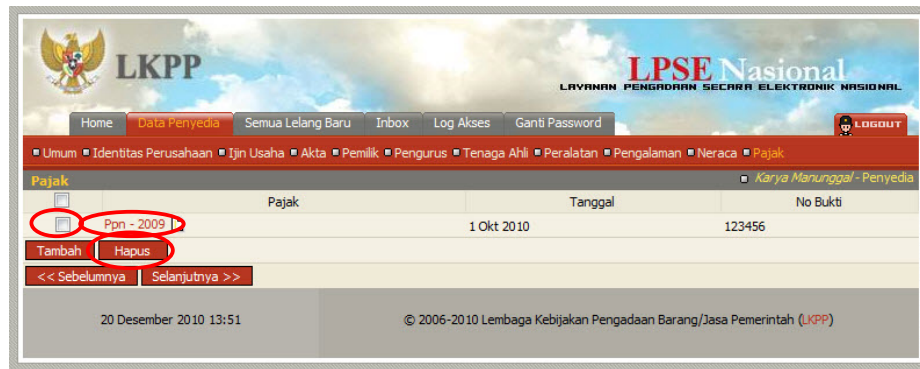 LKPP
LPSE Nasional
LAYANAN PENGADAAN SECARA ELEKTRONIK NASIONAL
Home Data Penyedia Semua Lelang Baru Inbox Log Akses Ganti Password LOGOUT
Umum Identitas Perusahaan Ijin Usaha Akta Pemilik Pengurus Tenaga Ahli Peralatan Pengalaman Neraca Pajak
Pajak Karya Manunggal - Penyedia
Pajak Tanggal No Bukti
Ppn - 2009 1 Okt 2010 123456
Tambah Hapus
<< Sebelumnya Selanjutnya >>
20 Desember 2010 13:51 © 2006-2010 Lembaga Kebijakan Pengadaan Barang/Jasa Pemerintah (LKPP)